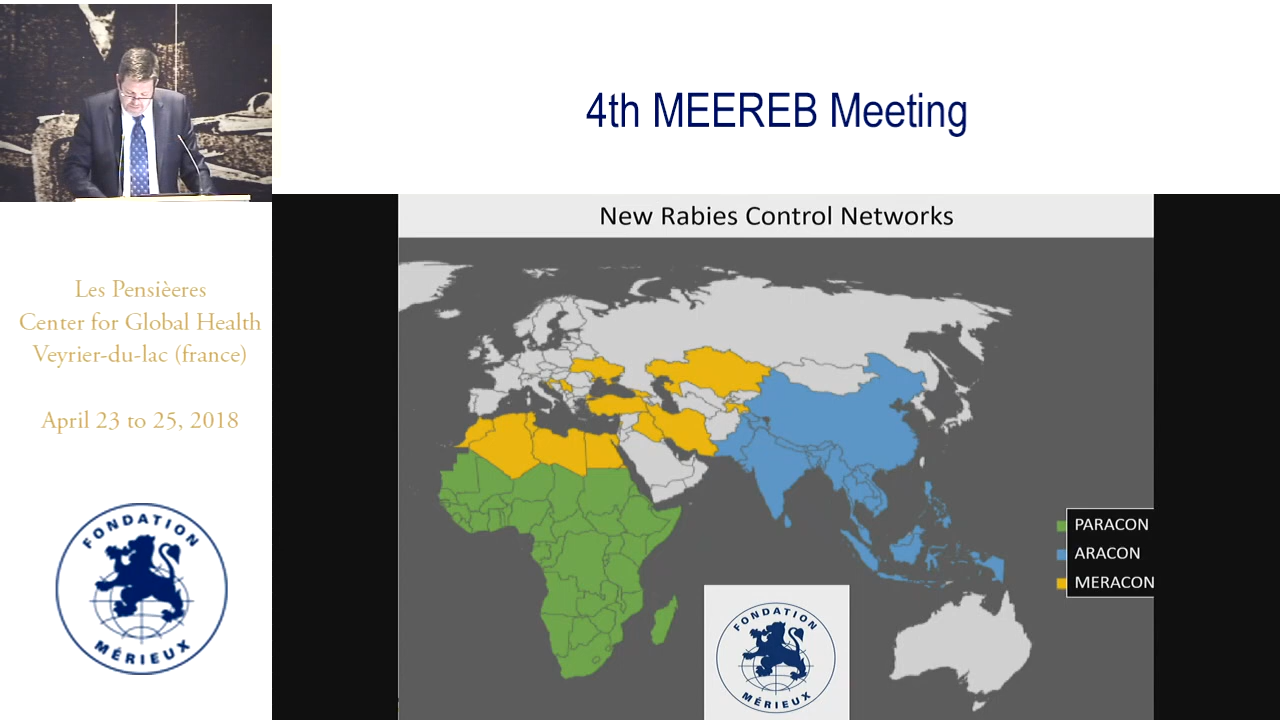 4th MEEREB Meeting
New Rabies Control Networks
Les Pensièeres
Center for Global Health
Veyrier-du-lac (france)
April 23 to 25, 2018
FONDATION
MÉRIEUX
PARACON
ARACON
MERACON
FONDATION
MÉRIEUX